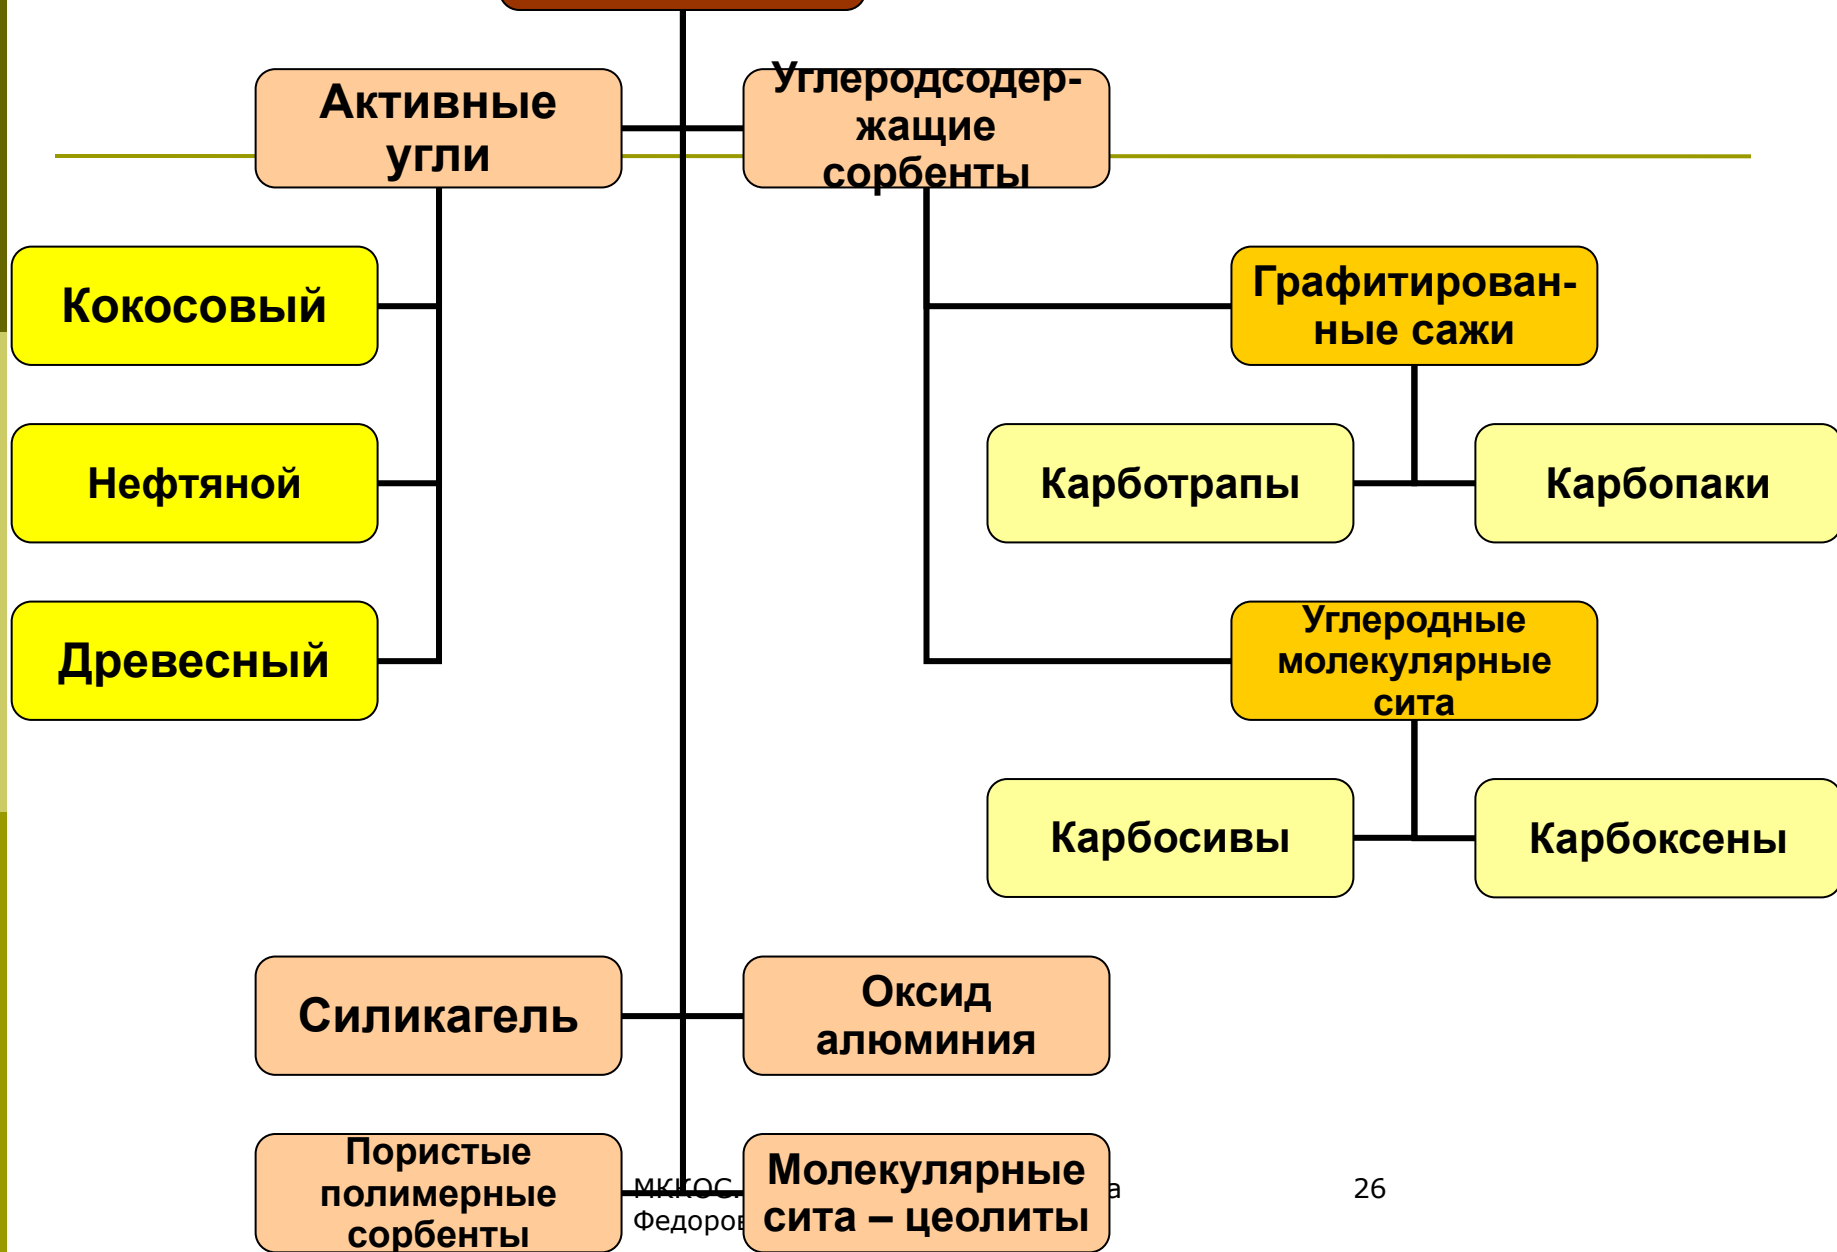 Активные
угли
Углеродсодер-
жащие
сорбенты
Кокосовый
Графитирован-
ные сажи
Нефтяной
Карботрапы
Карбопаки
Древесный
Углеродные
молекулярные
сита
Карбосивы
Карбоксены
Силикагель
Оксид
алюминия
Пористые
полимерные
сорбенты
Молекулярные
сита – цеолиты
26